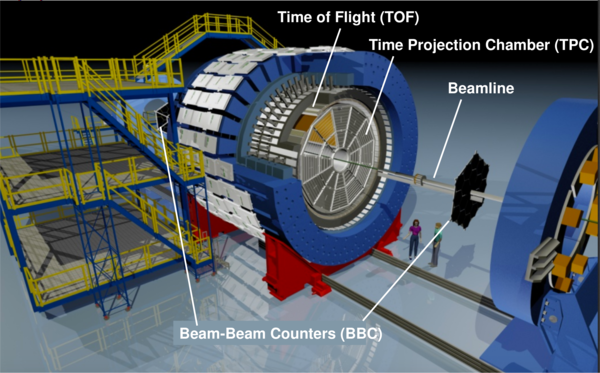 Time of Flight (TOF)
Time Projection Chamber (TPC)
Beamline
Beam-Beam Counters (BBC)